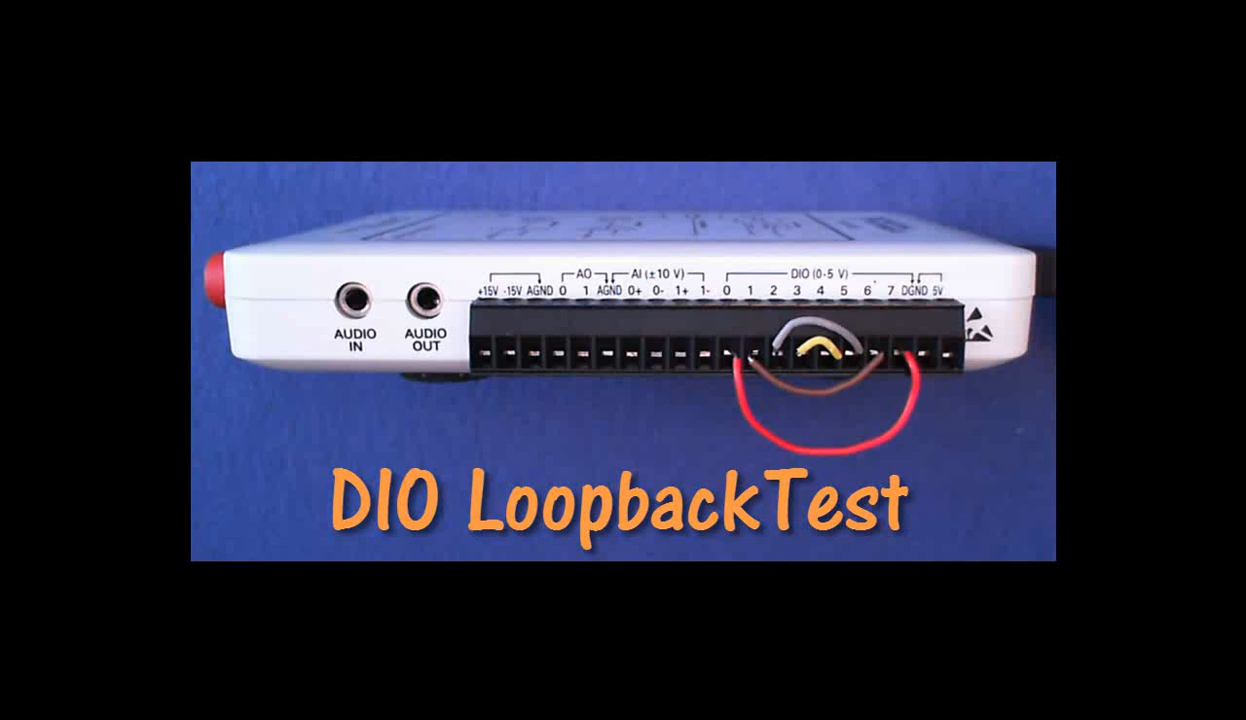 AO AI (±10 V) DIO (0-5 V)
+15V -15V AGND 0 1 AGND 0+ 0- 1+ 1- 0 1 2 3 4 5 6 7 DGND 5V
AUDIO IN
AUDIO OUT
DIO LoopbackTest